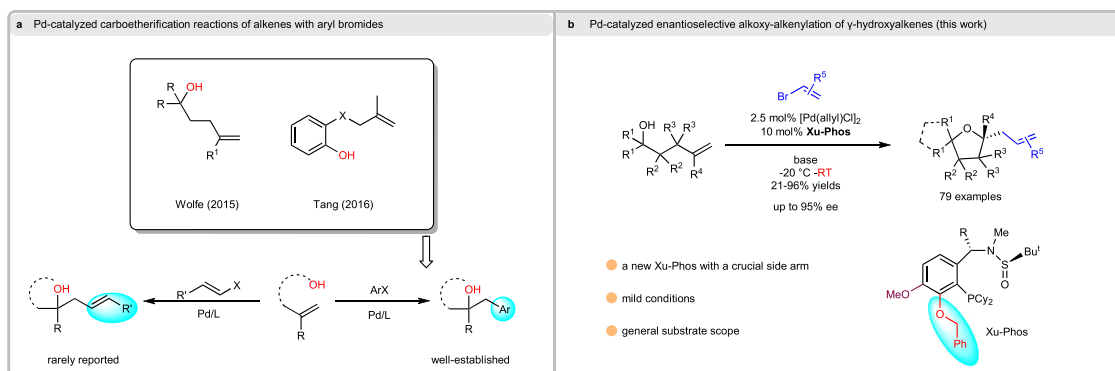 a Pd-catalyzed carboetherification reactions of alkenes with aryl bromides
R OH
R
R¹
Wolfe (2015)
X
OH
Tang (2016)
OH
R
R'
rarely reported
R' X
Pd/L
OH
R
ArX
Pd/L
OH
Ar
R
well-established
b Pd-catalyzed enantioselective alkoxy-alkenylation of γ-hydroxyalkenes (this work)
OH R³
R¹ R³
R¹
R² R² R⁴
Br R⁵
2.5 mol% [Pd(allyl)Cl]₂
10 mol% Xu-Phos
base
-20 °C -RT
21-96% yields
up to 95% ee
R¹ O R⁴
R¹ R³
R² R² R³ R⁵
79 examples
a new Xu-Phos with a crucial side arm
mild conditions
general substrate scope
R Me
N Buᵗ
S
O
MeO PCy₂
O
Ph
Xu-Phos